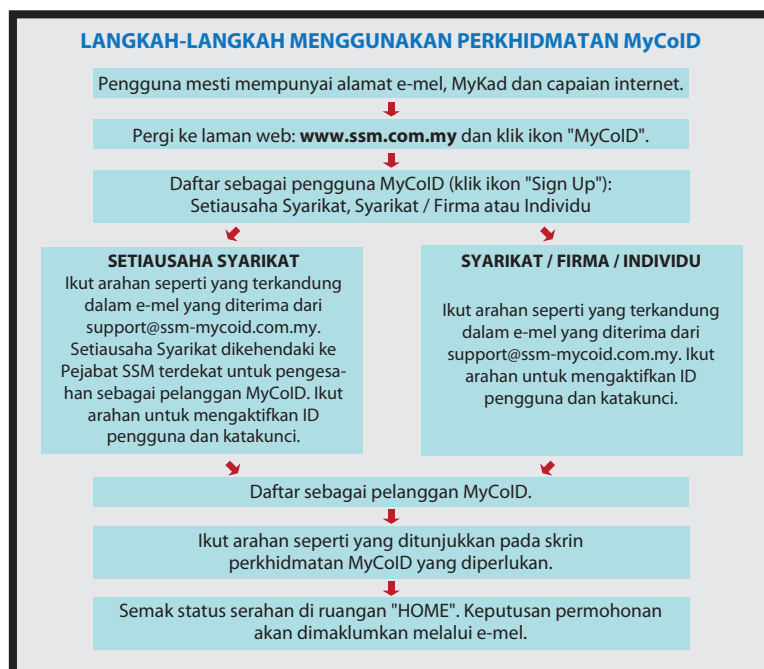 LANGKAH-LANGKAH MENGGUNAKAN PERKHIDMATAN MyCoID
Pengguna mesti mempunyai alamat e-mel, MyKad dan capaian internet.
Pergi ke laman web: www.ssm.com.my dan klik ikon "MyCoID".
Daftar sebagai pengguna MyCoID (klik ikon "Sign Up"):
Setiausaha Syarikat, Syarikat / Firma atau Individu
SETIAUSAHA SYARIKAT
Ikut arahan seperti yang terkandung
dalam e-mel yang diterima dari
support@ssm-mycoid.com.my.
Setiausaha Syarikat dikehendaki ke
Pejabat SSM terdekat untuk pengesa-
han sebagai pelanggan MyCoID. Ikut
arahan untuk mengaktifkan ID
pengguna dan katakunci.
SYARIKAT / FIRMA / INDIVIDU
Ikut arahan seperti yang terkandung
dalam e-mel yang diterima dari
support@ssm-mycoid.com.my. Ikut
arahan untuk mengaktifkan ID
pengguna dan katakunci.
Daftar sebagai pelanggan MyCoID.
Ikut arahan seperti yang ditunjukkan pada skrin
perkhidmatan MyCoID yang diperlukan.
Semak status serahan di ruangan "HOME". Keputusan permohonan
akan dimaklumkan melalui e-mel.